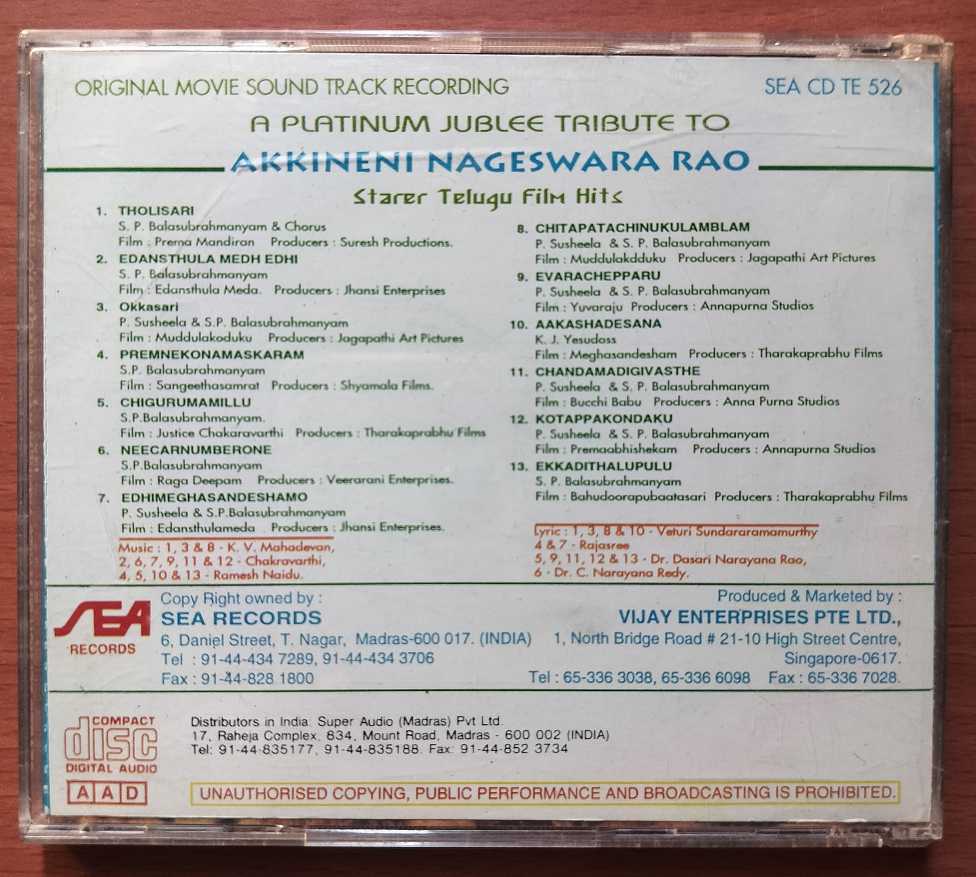 ORIGINAL MOVIE SOUND TRACK RECORDING
SEA CD TE 526
A PLATINUM JUBLEE TRIBUTE TO
AKKINENI NAGESWARA RAO
Starer Telugu Film Hits
1. THOLISARI
S. P. Balasubrahmanyam & Chorus
Film : Prema Mandiran Producers : Suresh Productions.
2. EDANSTHULA MEDH EDHI
S. P. Balasubrahmanyam
Film : Edansthula Meda. Producers : Jhansi Enterprises
3. Okkasari
P. Susheela & S.P. Balasubrahmanyam
Film : Muddulakoduku Producers : Jagapathi Art Pictures
4. PREMNEKONAMASKARAM
S.P. Balasubrahmanyam
Film : Sangeethasamrat Producers : Shyamala Films.
5. CHIGURUMAMILLU
S.P.Balasubrahmanyam.
Film : Justice Chakaravarthi Producers : Tharakaprabhu Films
6. NEECARNUMBERONE
S.P.Balasubrahmanyam
Film : Raga Deepam Producers : Veerarani Enterprises.
7. EDHIMEGHASANDESHAMO
P. Susheela & S.P.Balasubrahmanyam
Film : Edansthulameda Producers : Jhansi Enterprises.
Music : 1, 3 & 8 - K. V. Mahadevan,
2, 6, 7, 9, 11 & 12 - Chakravarthi,
4, 5, 10 & 13 - Ramesh Naidu.
8. CHITAPATACHINUKULAMBLAM
P. Susheela & S. P. Balasubrahmanyam
Film : Muddulakdduku Producers : Jagapathi Art Pictures
9. EVARACHEPPARU
P. Susheela & S. P. Balasubrahmanyam
Film : Yuvaraju Producers : Annapurna Studios
10. AAKASHADESANA
K. J. Yesudoss
Film : Meghasandesham Producers : Tharakaprabhu Films
11. CHANDAMADIGIVASTHE
P. Susheela & S. P. Balasubrahmanyam
Film : Bucchi Babu Producers : Anna Purna Studios
12. KOTAPPAKONDAKU
P. Susheela & S. P. Balasubrahmanyam
Film : Premaabhishekam Producers : Annapurna Studios
13. EKKADITHALUPULU
S. P. Balasubrahmanyam
Film : Bahudoorapubaatasari Producers : Tharakaprabhu Films
Lyric : 1, 3, 8 & 10 - Veturi Sundararamamurthy
4 & 7 - Rajasree
5, 9, 11, 12 & 13 - Dr. Dasari Narayana Rao,
6 - Dr. C. Narayana Redy.
SEA
RECORDS
Copy Right owned by :
SEA RECORDS
6, Daniel Street, T. Nagar, Madras-600 017. (INDIA)
Tel : 91-44-434 7289, 91-44-434 3706
Fax : 91-44-828 1800
Produced & Marketed by :
VIJAY ENTERPRISES PTE LTD.,
1, North Bridge Road # 21-10 High Street Centre,
Singapore-0617.
Tel : 65-336 3038, 65-336 6098 Fax : 65-336 7028.
COMPACT
disc
DIGITAL AUDIO
A A D
Distributors in India: Super Audio (Madras) Pvt Ltd.
17, Raheja Complex, 834, Mount Road, Madras - 600 002 (INDIA)
Tel: 91-44-835177, 91-44-835188. Fax: 91-44-852 3734
UNAUTHORISED COPYING, PUBLIC PERFORMANCE AND BROADCASTING IS PROHIBITED.